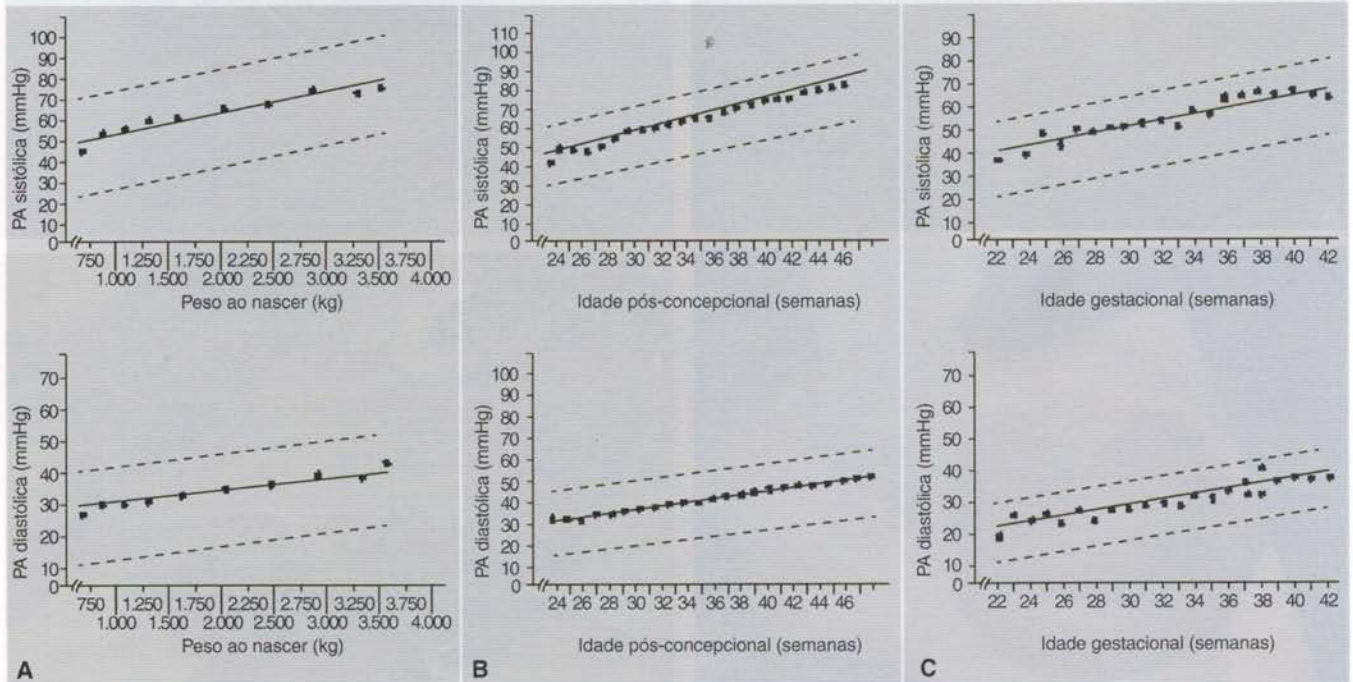 PA sistólica (mmHg)
100
90
80
70
60
50
40
30
20
10
0
750 1.250 1.750 2.250 2.750 3.250 3.750
1.000 1.500 2.000 2.500 3.000 3.500 4.000
Peso ao nascer (kg)
PA sistólica (mmHg)
110
100
90
80
70
60
50
40
30
20
10
0
24 26 28 30 32 34 36 38 40 42 44 46
Idade pós-concepcional (semanas)
PA sistólica (mmHg)
90
80
70
60
50
40
30
20
10
0
22 24 26 28 30 31 34 36 38 40 42
Idade gestacional (semanas)
PA diastólica (mmHg)
70
60
50
40
30
20
10
0
750 1.250 1.750 2.250 2.750 3.250 3.750
1.000 1.500 2.000 2.500 3.000 3.500 4.000
Peso ao nascer (kg)
A
PA diastólica (mmHg)
100
90
80
70
60
50
40
30
20
10
0
24 26 28 30 32 34 36 38 40 42 44 46
Idade pós-concepcional (semanas)
B
PA diastólica (mmHg)
70
60
50
40
30
20
10
0
22 24 26 28 30 31 34 36 38 40 42
Idade gestacional (semanas)
C